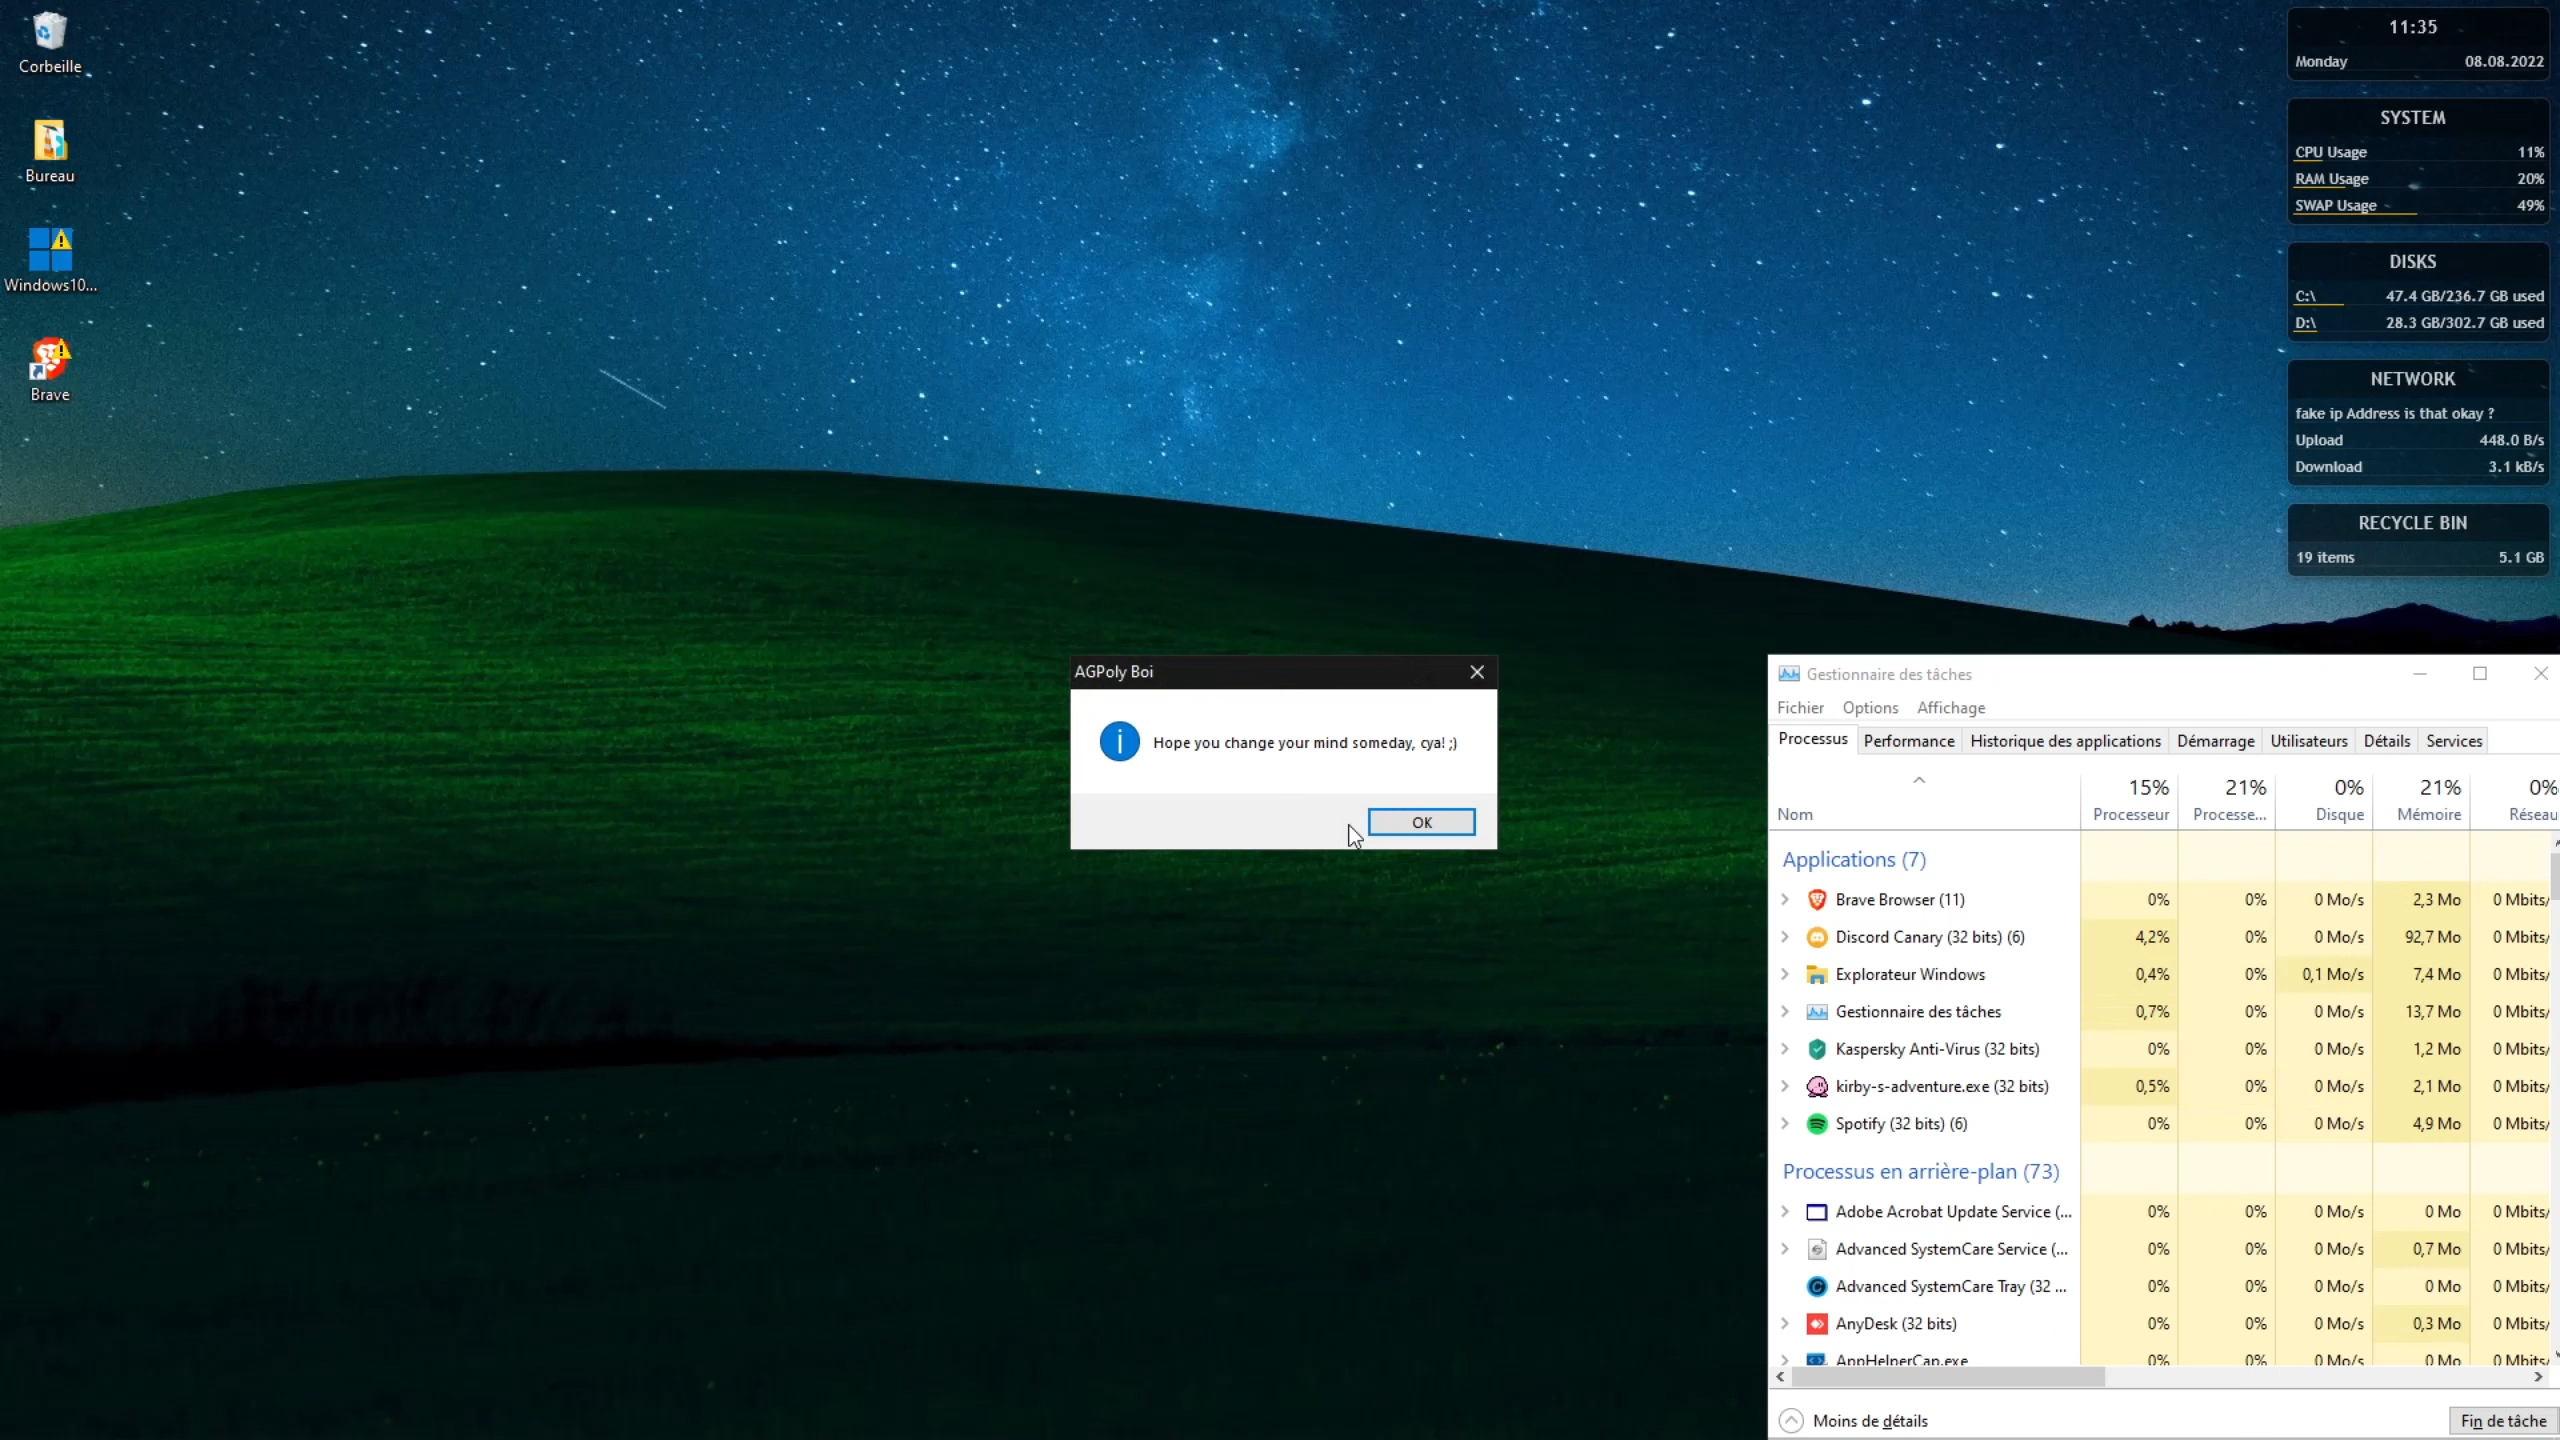 Corbeille
Bureau
Windows10...
Brave
11:35
Monday 08.08.2022
SYSTEM
CPU Usage 11%
RAM Usage 20%
SWAP Usage 49%
DISKS
C:\ 47.4 GB/236.7 GB used
D:\ 28.3 GB/302.7 GB used
NETWORK
fake ip Address is that okay ?
Upload 448.0 B/s
Download 3.1 kB/s
RECYCLE BIN
19 items 5.1 GB
AGPoly Boi
Hope you change your mind someday, cya! ;)
OK
Gestionnaire des tâches
Fichier Options Affichage
Processus Performance Historique des applications Démarrage Utilisateurs Détails Services
15% 21% 0% 21% 0%
Nom Processeur Processe... Disque Mémoire Réseau
Applications (7)
Brave Browser (11) 0% 0% 0 Mo/s 2,3 Mo 0 Mbits/
Discord Canary (32 bits) (6) 4,2% 0% 0 Mo/s 92,7 Mo 0 Mbits/
Explorateur Windows 0,4% 0% 0,1 Mo/s 7,4 Mo 0 Mbits/
Gestionnaire des tâches 0,7% 0% 0 Mo/s 13,7 Mo 0 Mbits/
Kaspersky Anti-Virus (32 bits) 0% 0% 0 Mo/s 1,2 Mo 0 Mbits/
kirby-s-adventure.exe (32 bits) 0,5% 0% 0 Mo/s 2,1 Mo 0 Mbits/
Spotify (32 bits) (6) 0% 0% 0 Mo/s 4,9 Mo 0 Mbits/
Processus en arrière-plan (73)
Adobe Acrobat Update Service (... 0% 0% 0 Mo/s 0 Mo 0 Mbits/
Advanced SystemCare Service (... 0% 0% 0 Mo/s 0,7 Mo 0 Mbits/
Advanced SystemCare Tray (32 ... 0% 0% 0 Mo/s 0 Mo 0 Mbits/
AnyDesk (32 bits) 0% 0% 0 Mo/s 0,3 Mo 0 Mbits/
AppHelperCap.exe 0% 0% 0 Mo/s 0 Mo 0 Mbits/
Moins de détails
Fin de tâche